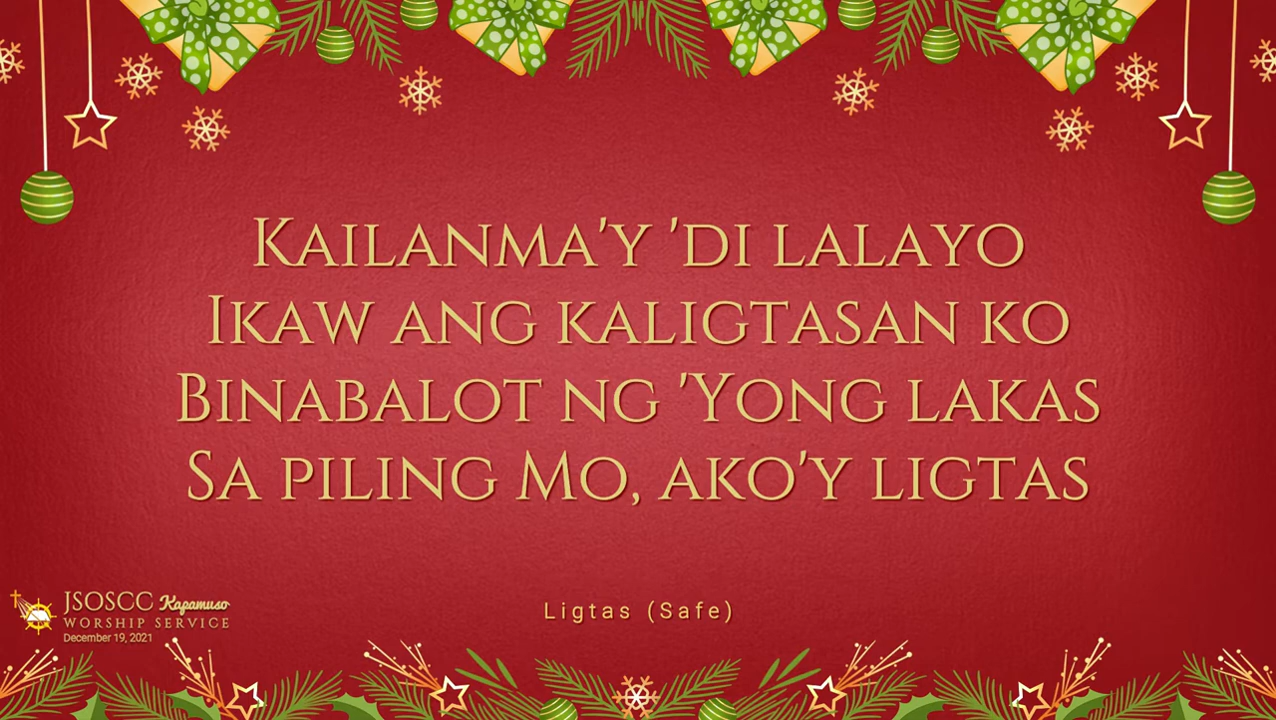 Kailanma'y 'di lalayo
Ikaw ang kaligtasan ko
Binabalot ng 'Yong lakas
Sa piling Mo, ako'y ligtas
Ligtas (Safe)
JSOSCC Kapamuso
WORSHIP SERVICE
December 19, 2021